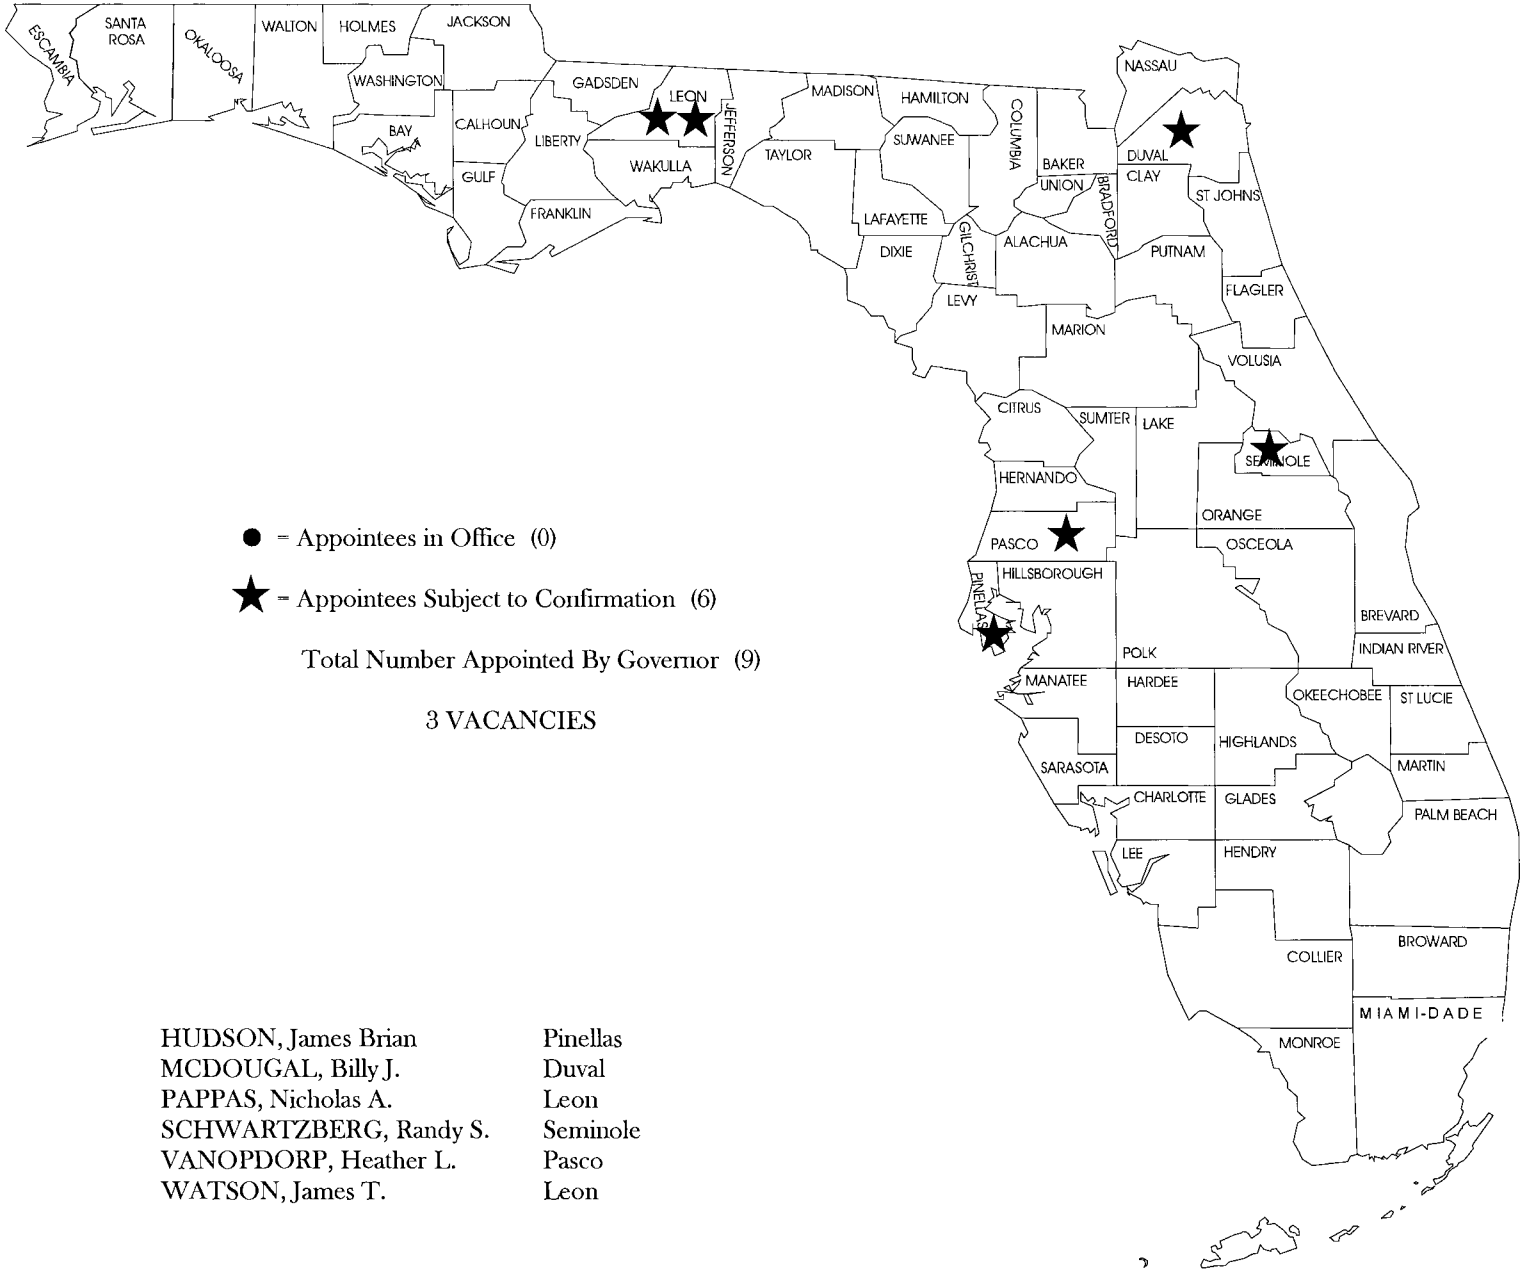 ESCAMBIA
SANTA
ROSA
OKALOOSA
WALTON
HOLMES
JACKSON
WASHINGTON
BAY
CALHOUN
GULF
LIBERTY
GADSDEN
FRANKLIN
LEON
WAKULLA
JEFFERSON
MADISON
TAYLOR
HAMILTON
SUWANEE
LAFAYETTE
DIXIE
COLUMBIA
GILCHRIST
LEVY
BAKER
UNION
BRADFORD
ALACHUA
NASSAU
DUVAL
CLAY
ST JOHNS
PUTNAM
FLAGLER
MARION
VOLUSIA
CITRUS
SUMTER
LAKE
SEMINOLE
HERNANDO
ORANGE
PASCO
OSCEOLA
HILLSBOROUGH
PINELLAS
BREVARD
INDIAN RIVER
POLK
MANATEE
HARDEE
OKEECHOBEE
ST LUCIE
DESOTO
HIGHLANDS
SARASOTA
MARTIN
CHARLOTTE
GLADES
PALM BEACH
LEE
HENDRY
BROWARD
COLLIER
MIAMI-DADE
MONROE
= Appointees in Office (0)
= Appointees Subject to Confirmation (6)
Total Number Appointed By Governor (9)
3 VACANCIES
HUDSON, James Brian Pinellas
MCDOUGAL, Billy J. Duval
PAPPAS, Nicholas A. Leon
SCHWARTZBERG, Randy S. Seminole
VANOPDORP, Heather L. Pasco
WATSON, James T. Leon